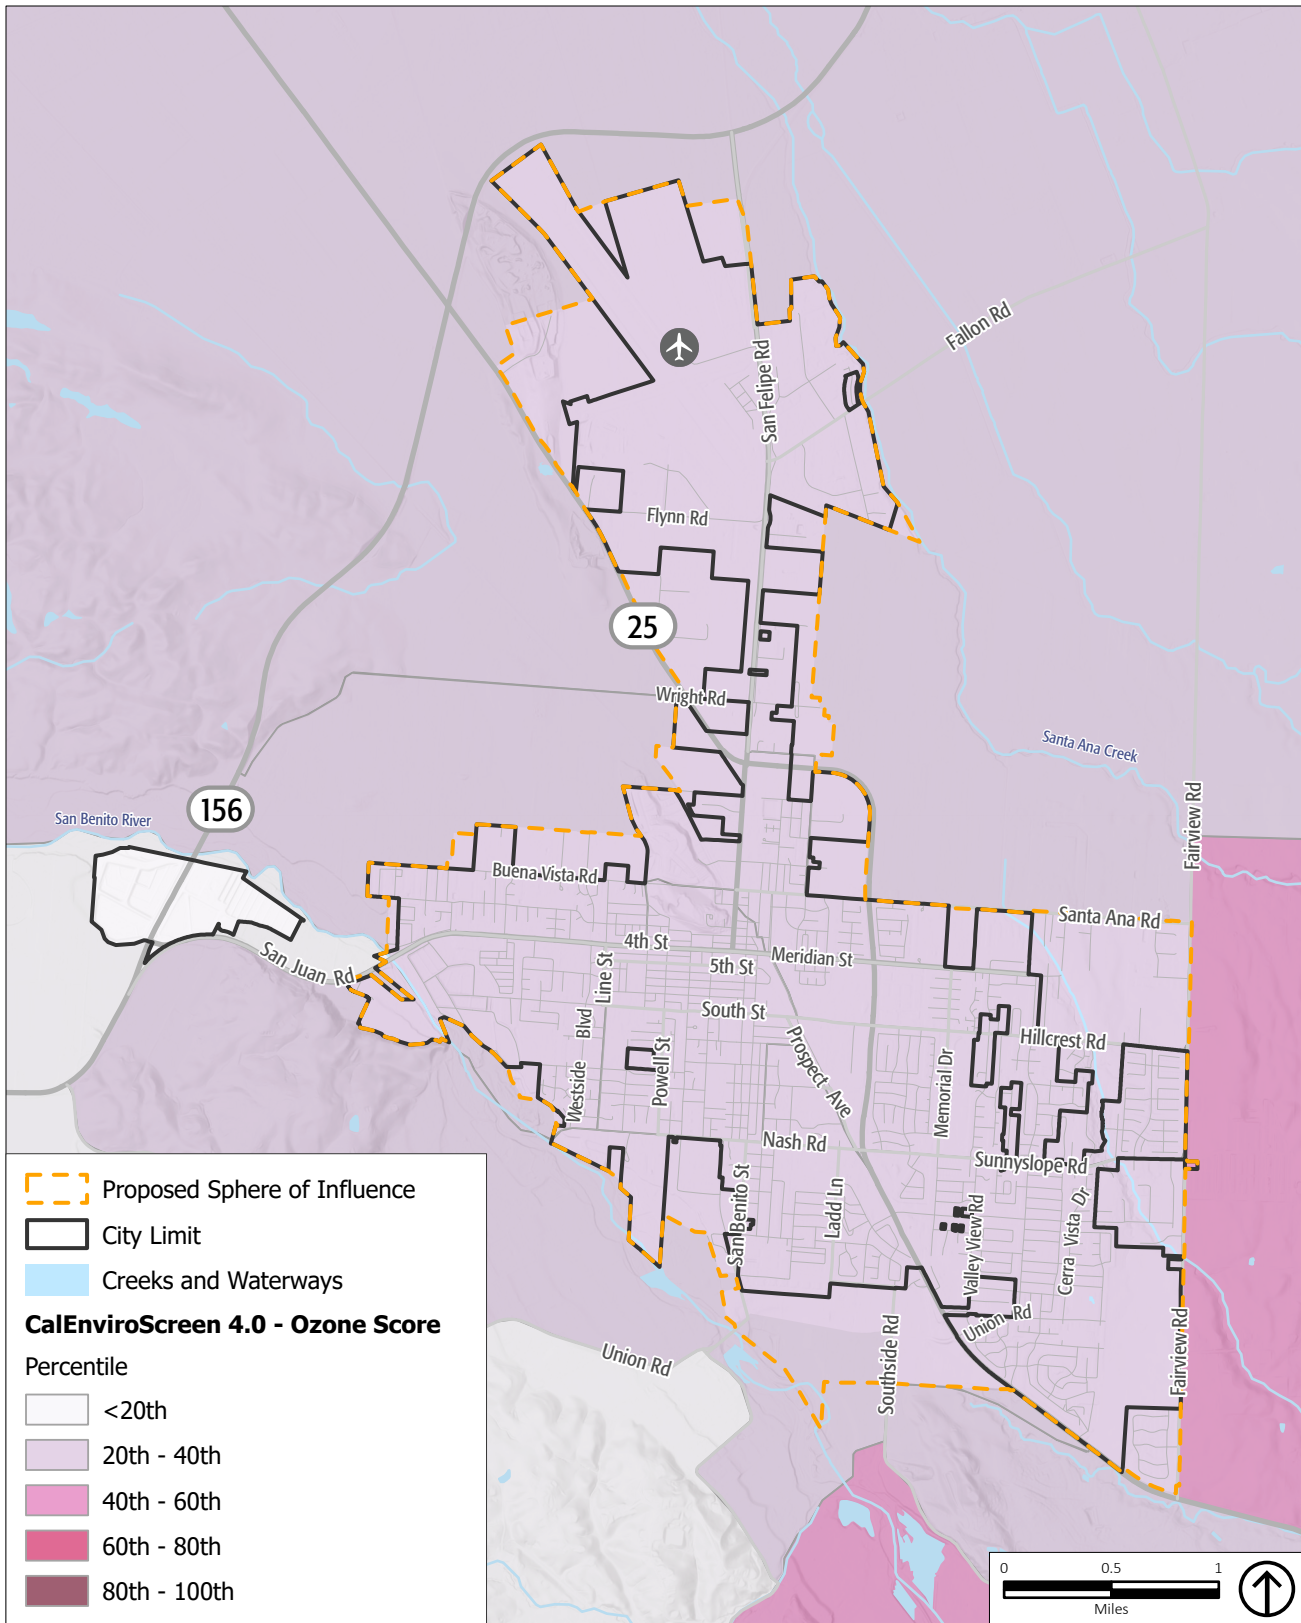 Fallon Rd
San Felipe Rd
Flynn Rd
25
Wright Rd
Santa Ana Creek
156
San Benito River
Fairview Rd
Buena Vista Rd
Santa Ana Rd
4th St
Meridian St
5th St
San Juan Rd
Line St
South St
Hillcrest Rd
Westside Blvd
Powell St
Prospect Ave
Memorial Dr
Nash Rd
Sunnyslope Rd
San Benito St
Ladd Ln
Valley View Rd
Cerra Vista Dr
Union Rd
Fairview Rd
Southside Rd
Union Rd
Proposed Sphere of Influence
City Limit
Creeks and Waterways
CalEnviroScreen 4.0 - Ozone Score
Percentile
<20th
20th - 40th
40th - 60th
60th - 80th
80th - 100th
0 0.5 1
Miles